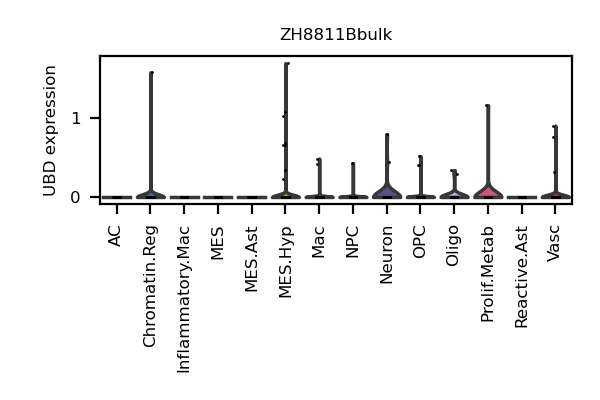 ZH8811Bbulk
UBD expression
1
0
AC
Chromatin.Reg
Inflammatory.Mac
MES
MES.Ast
MES.Hyp
Mac
NPC
Neuron
OPC
Oligo
Prolif.Metab
Reactive.Ast
Vasc